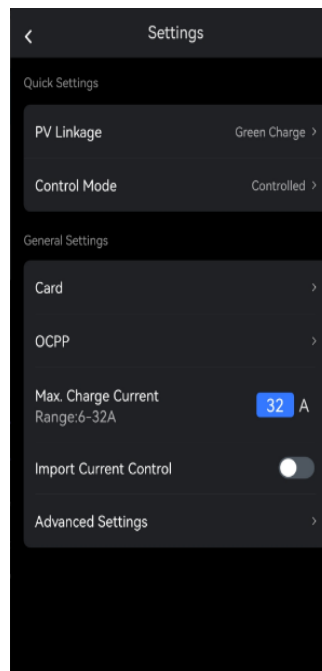 Settings
Quick Settings
PV Linkage Green Charge
Control Mode Controlled
General Settings
Card
OCPP
Max. Charge Current
Range:6-32A
32 A
Import Current Control
Advanced Settings